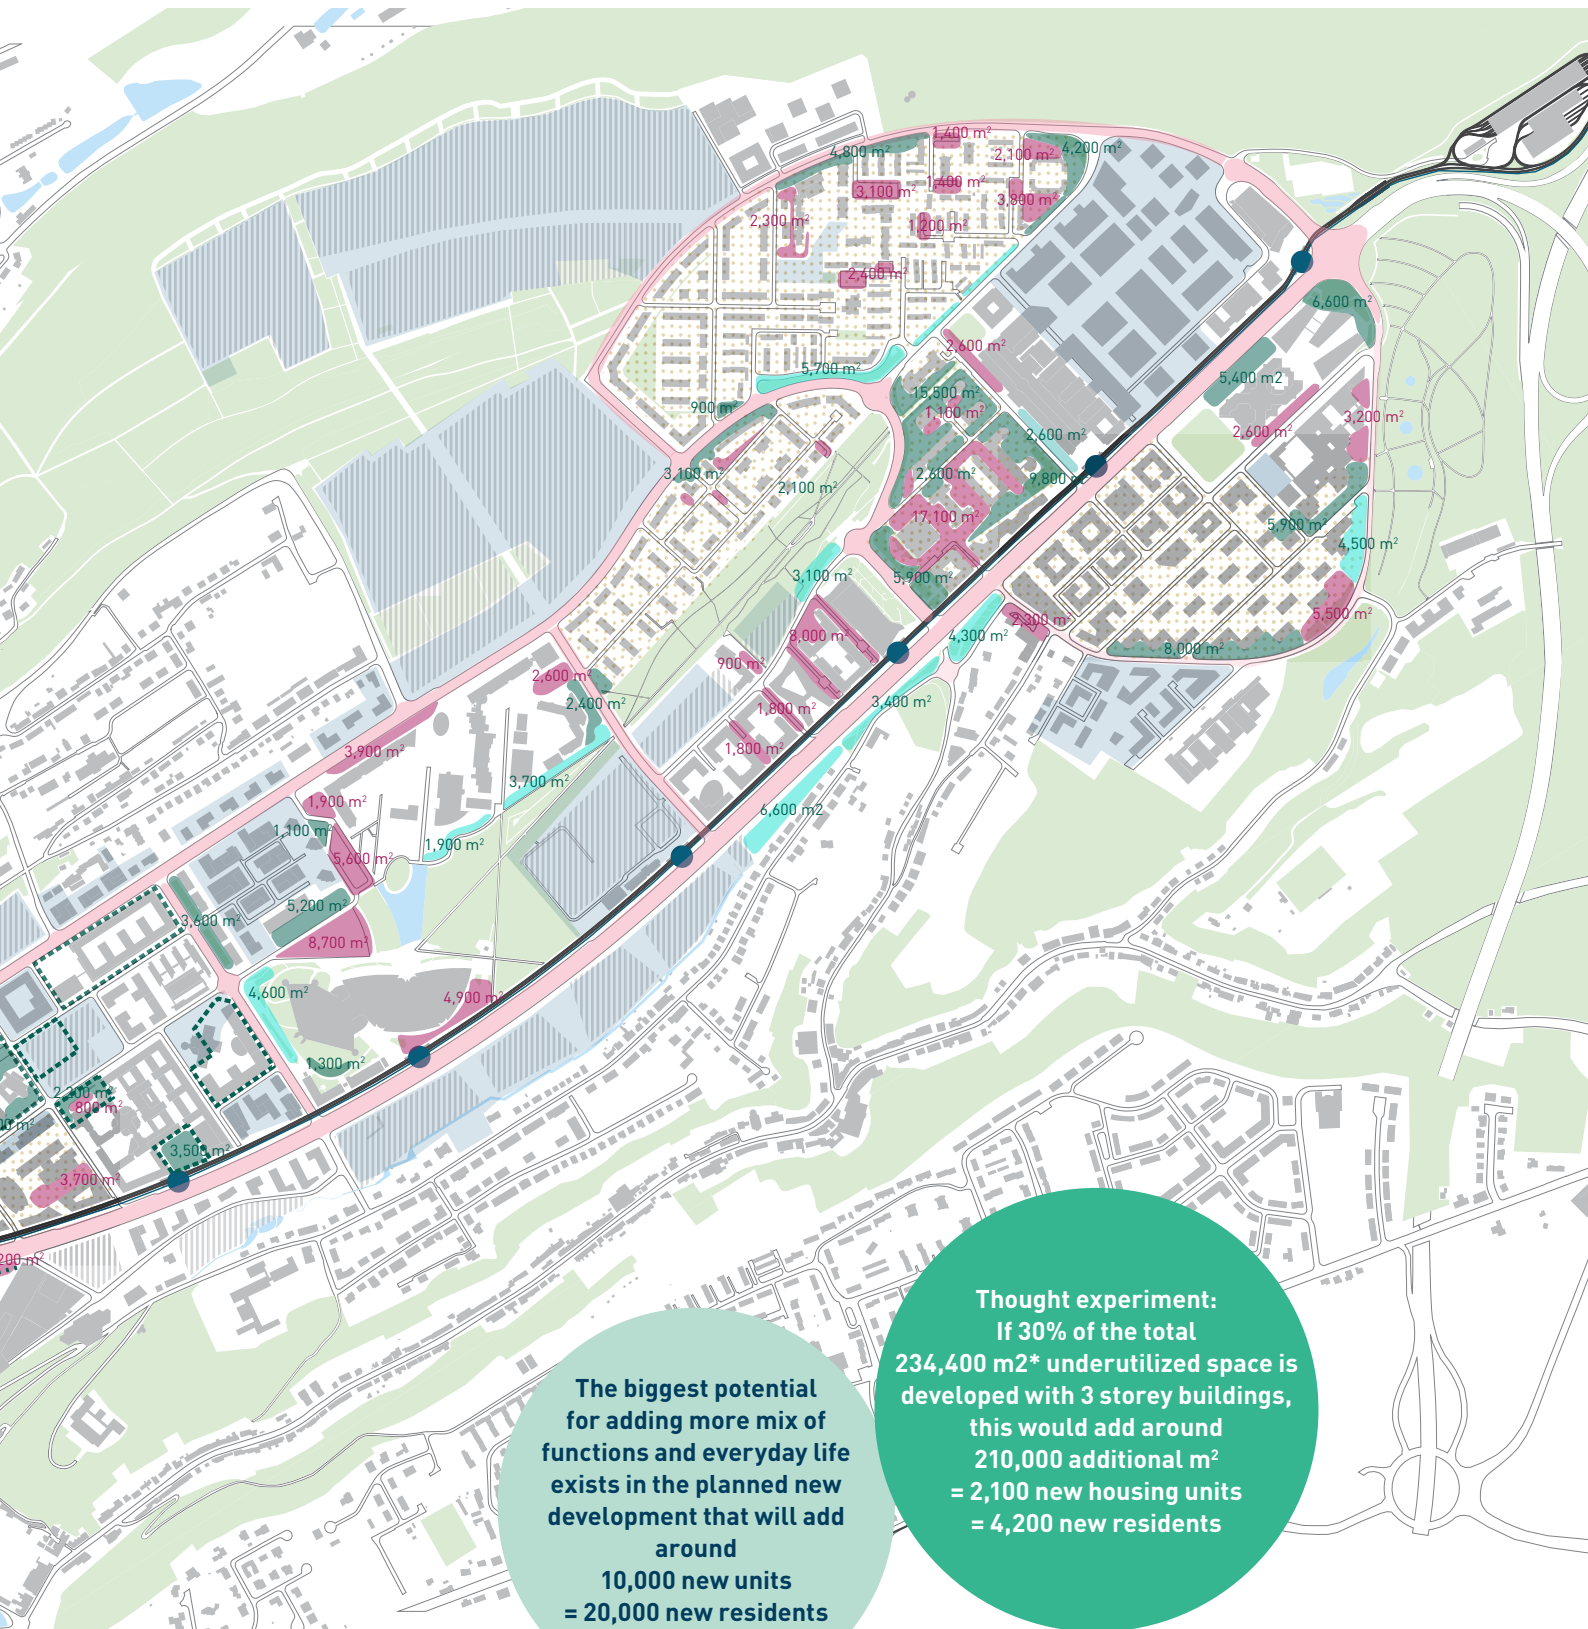 1,400 m²
4,800 m²
2,100 m²
4,200 m²
3,100 m²
1,400 m²
3,800 m²
2,300 m²
1,200 m²
2,400 m²
6,600 m²
2,600 m²
5,700 m²
5,400 m2
15,500 m²
900 m²
1,100 m²
3,200 m²
2,600 m²
2,600 m²
3,100 m²
2,600 m²
9,800 m
2,100 m²
17,100 m²
5,900 m²
4,500 m²
3,100 m²
5,900 m²
5,500 m²
2,300 m²
8,000 m²
4,300 m²
8,000 m²
900 m²
2,600 m²
2,400 m²
3,400 m²
1,800 m²
1,800 m²
3,900 m²
3,700 m²
1,900 m²
6,600 m2
1,100 m²
1,900 m²
5,600 m²
5,200 m²
3,600 m²
8,700 m²
4,600 m²
4,900 m²
1,300 m²
2,200 m²
800 m²
00 m²
3,500 m²
3,700 m²
200 m²
Thought experiment:
If 30% of the total
234,400 m2* underutilized space is
developed with 3 storey buildings,
this would add around
210,000 additional m²
= 2,100 new housing units
= 4,200 new residents
The biggest potential
for adding more mix of
functions and everyday life
exists in the planned new
development that will add
around
10,000 new units
= 20,000 new residents